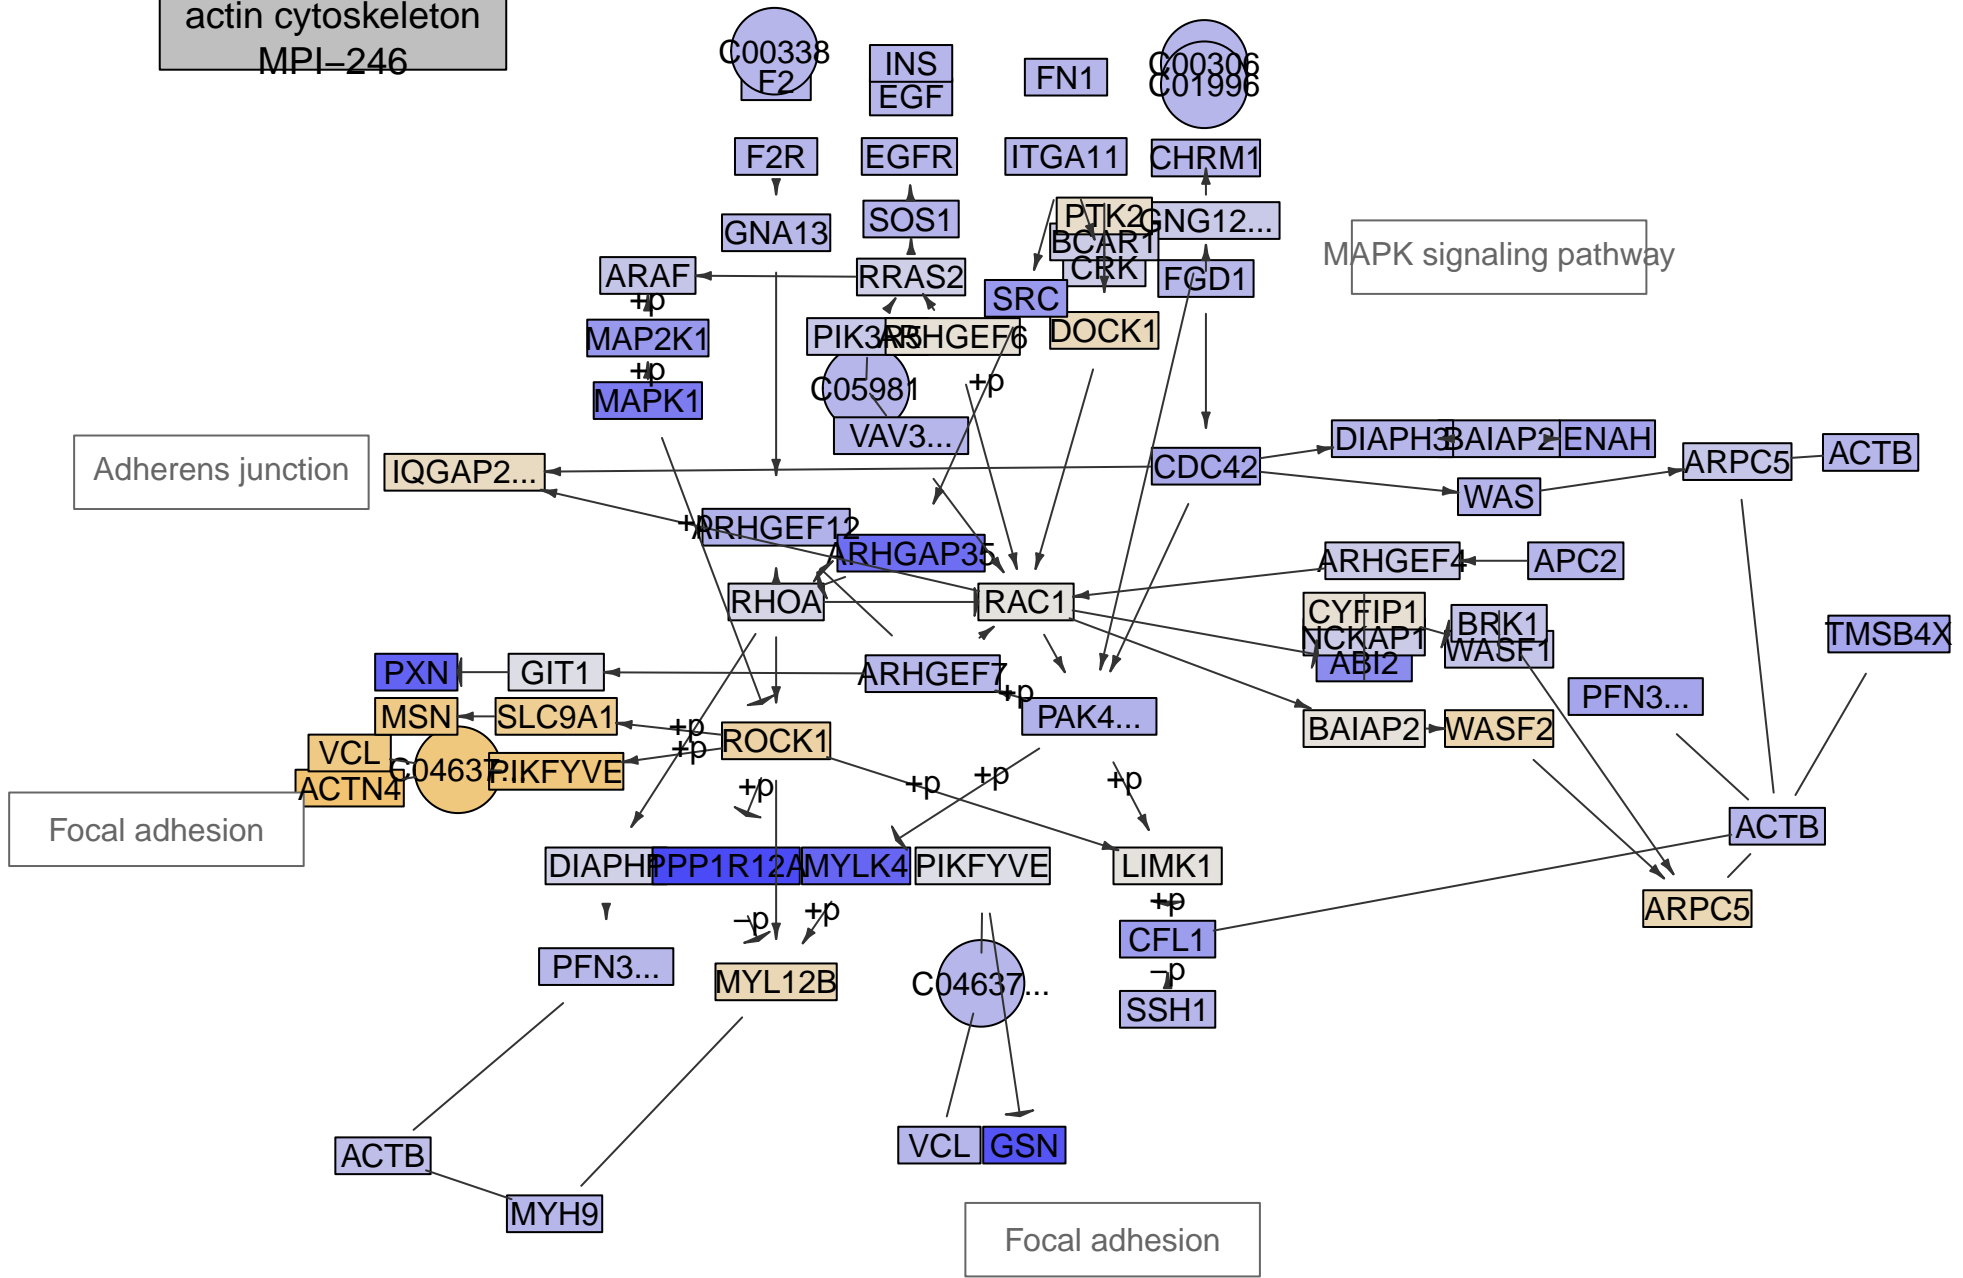 actin cytoskeleton
MPI−246
C00338
F2
INS
EGF
FN1
C00306
C01996
F2R
EGFR
ITGA11
CHRM1
GNA13
SOS1
PTK2
BCAR1
CRK
GNG12...
MAPK signaling pathway
ARAF
RRAS2
SRC
FGD1
+p
MAP2K1
PIK3R5
ARHGEF6
DOCK1
+p
MAPK1
C05981
+p
VAV3...
DIAPH3
BAIAP2
ENAH
ARPC5
ACTB
Adherens junction
IQGAP2...
CDC42
WAS
+p
ARHGEF12
ARHGAP35
ARHGEF4
APC2
RHOA
RAC1
CYFIP1
NCKAP1
ABI2
BRK1
WASF1
TMSB4X
PXN
GIT1
ARHGEF7
+p
PAK4...
PFN3...
MSN
SLC9A1
+p
ROCK1
BAIAP2
WASF2
VCL
ACTN4
C04637...
PIKFYVE
+p
+p
+p
+p
+p
Focal adhesion
ACTB
PPP1R12A
MYLK4
PIKFYVE
LIMK1
+p
ARPC5
−p
+p
CFL1
PFN3...
MYL12B
C04637...
−p
SSH1
ACTB
VCL
GSN
MYH9
Focal adhesion